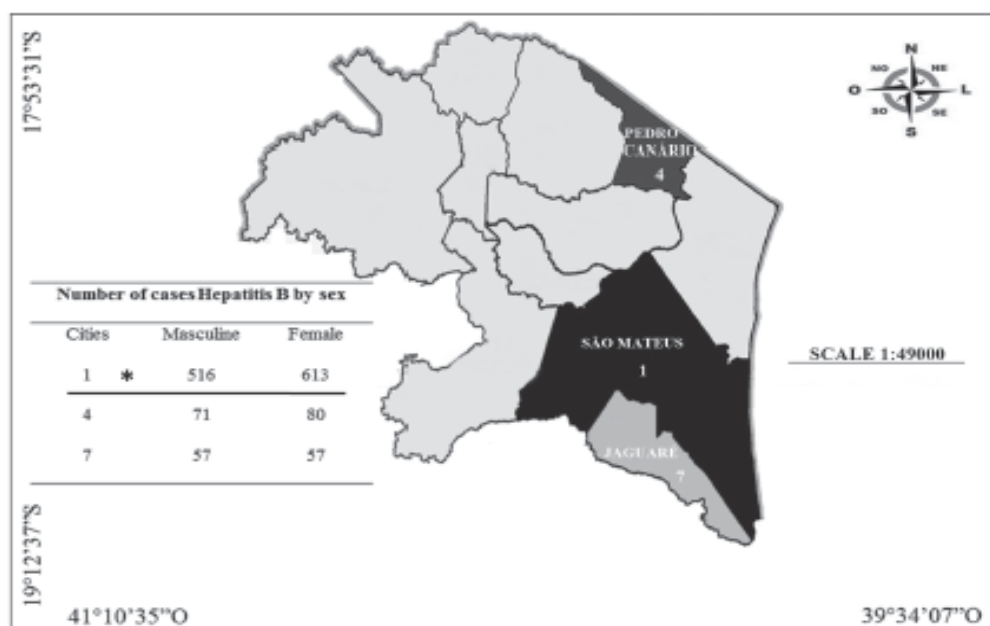 17°53'31"S
N
NO NE
O L
SO SE
S
PEDRO
CANÁRIO
4
Number of cases Hepatitis B by sex
Cities Masculine Female
1 * 516 613
4 71 80
7 57 57
SÃO MATEUS
1
SCALE 1:49000
JAGUARÉ
7
19°12'37"S
41°10'35"O
39°34'07"O